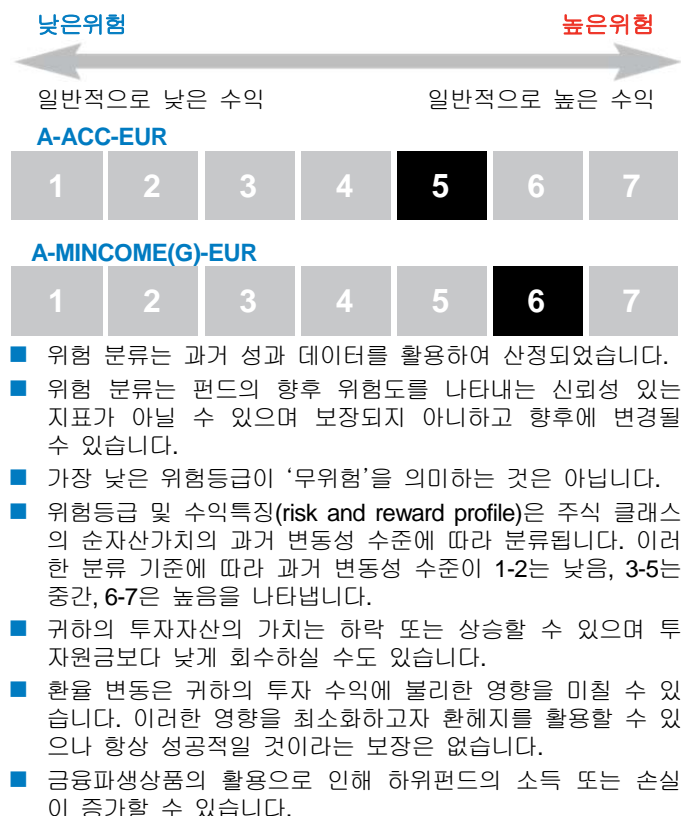 낮은위험 높은위험
일반적으로 낮은 수익 일반적으로 높은 수익
A-ACC-EUR
1 2 3 4 5 6 7
A-MINCOME(G)-EUR
1 2 3 4 5 6 7
■ 위험 분류는 과거 성과 데이터를 활용하여 산정되었습니다.
■ 위험 분류는 펀드의 향후 위험도를 나타내는 신뢰성 있는
지표가 아닐 수 있으며 보장되지 아니하고 향후에 변경될
수 있습니다.
■ 가장 낮은 위험등급이 ‘무위험’을 의미하는 것은 아닙니다.
■ 위험등급 및 수익특징(risk and reward profile)은 주식 클래스
의 순자산가치의 과거 변동성 수준에 따라 분류됩니다. 이러
한 분류 기준에 따라 과거 변동성 수준이 1-2는 낮음, 3-5는
중간, 6-7은 높음을 나타냅니다.
■ 귀하의 투자자산의 가치는 하락 또는 상승할 수 있으며 투
자원금보다 낮게 회수하실 수도 있습니다.
■ 환율 변동은 귀하의 투자 수익에 불리한 영향을 미칠 수 있
습니다. 이러한 영향을 최소화하고자 환헤지를 활용할 수 있
으나 항상 성공적일 것이라는 보장은 없습니다.
■ 금융파생상품의 활용으로 인해 하위펀드의 소득 또는 손실
이 증가할 수 있습니다.